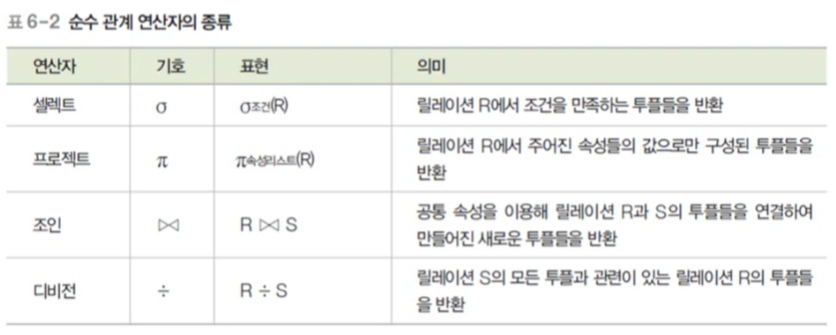 표 6-2 순수 관계 연산자의 종류
연산자 기호 표현 의미
셀렉트 σ σ조건(R) 릴레이션 R에서 조건을 만족하는 투플들을 반환
프로젝트 π π속성리스트(R) 릴레이션 R에서 주어진 속성들의 값으로만 구성된 투플들을
반환
조인 ⋈ R ⋈ S 공통 속성을 이용해 릴레이션 R과 S의 투플들을 연결하여
만들어진 새로운 투플들을 반환
디비전 ÷ R ÷ S 릴레이션 S의 모든 투플과 관련이 있는 릴레이션 R의 투플들
을 반환